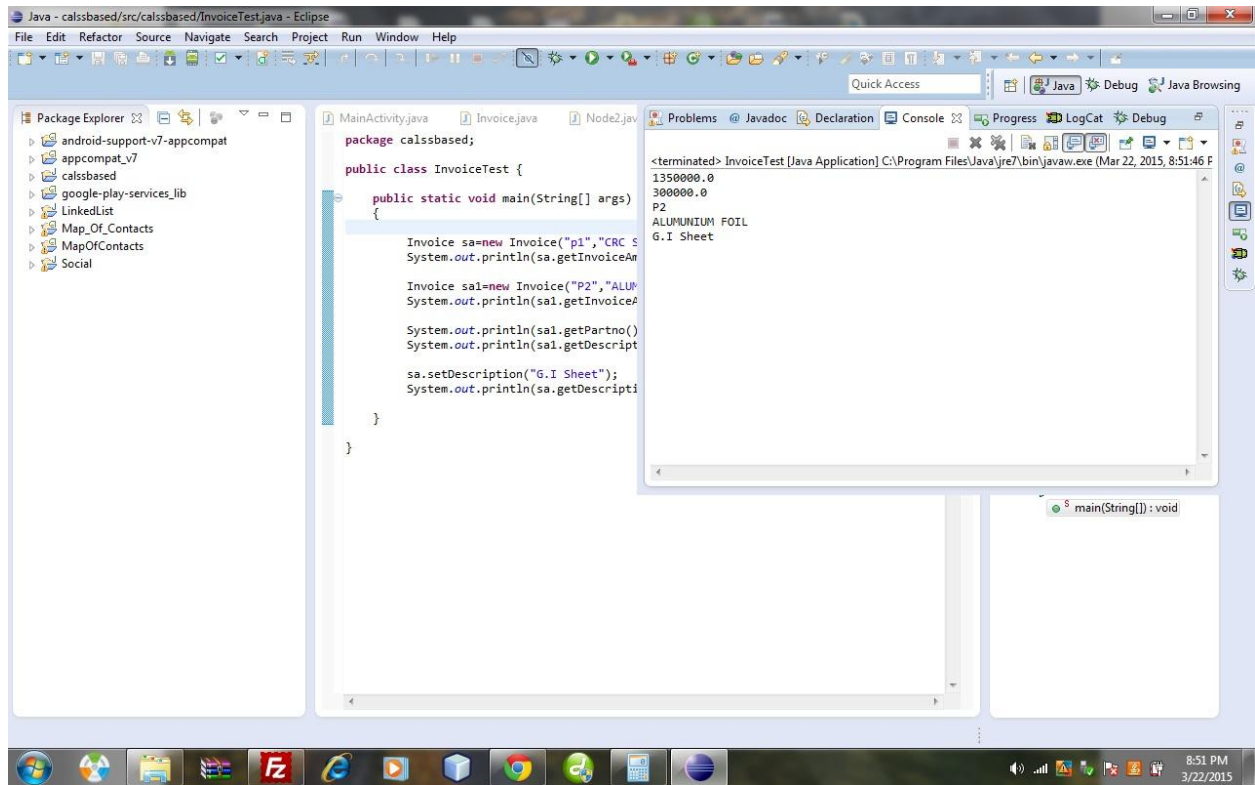 Java - calssbased/src/calssbased/InvoiceTest.java - Eclipse
File Edit Refactor Source Navigate Search Project Run Window Help
Quick Access
Java
Debug
Java Browsing
Package Explorer
android-support-v7-appcompat
appcompat_v7
calssbased
google-play-services_lib
LinkedList
Map_Of_Contacts
MapOfContacts
Social
MainActivity.java
Invoice.java
Node2.jav
package calssbased;
public class InvoiceTest {
public static void main(String[] args)
{
Invoice sa=new Invoice("p1","CRC S
System.out.println(sa.getInvoiceAm
Invoice sa1=new Invoice("P2","ALUM
System.out.println(sa1.getInvoiceA
System.out.println(sa1.getPartno()
System.out.println(sa1.getDescript
sa.setDescription("G.I Sheet");
System.out.println(sa.getDescripti
}
}
Problems
@ Javadoc
Declaration
Console
Progress
LogCat
Debug
<terminated> InvoiceTest [Java Application] C:\Program Files\Java\jre7\bin\javaw.exe (Mar 22, 2015, 8:51:46 P
1350000.0
300000.0
P2
ALUMUNIUM FOIL
G.I Sheet
S main(String[]) : void
8:51 PM
3/22/2015